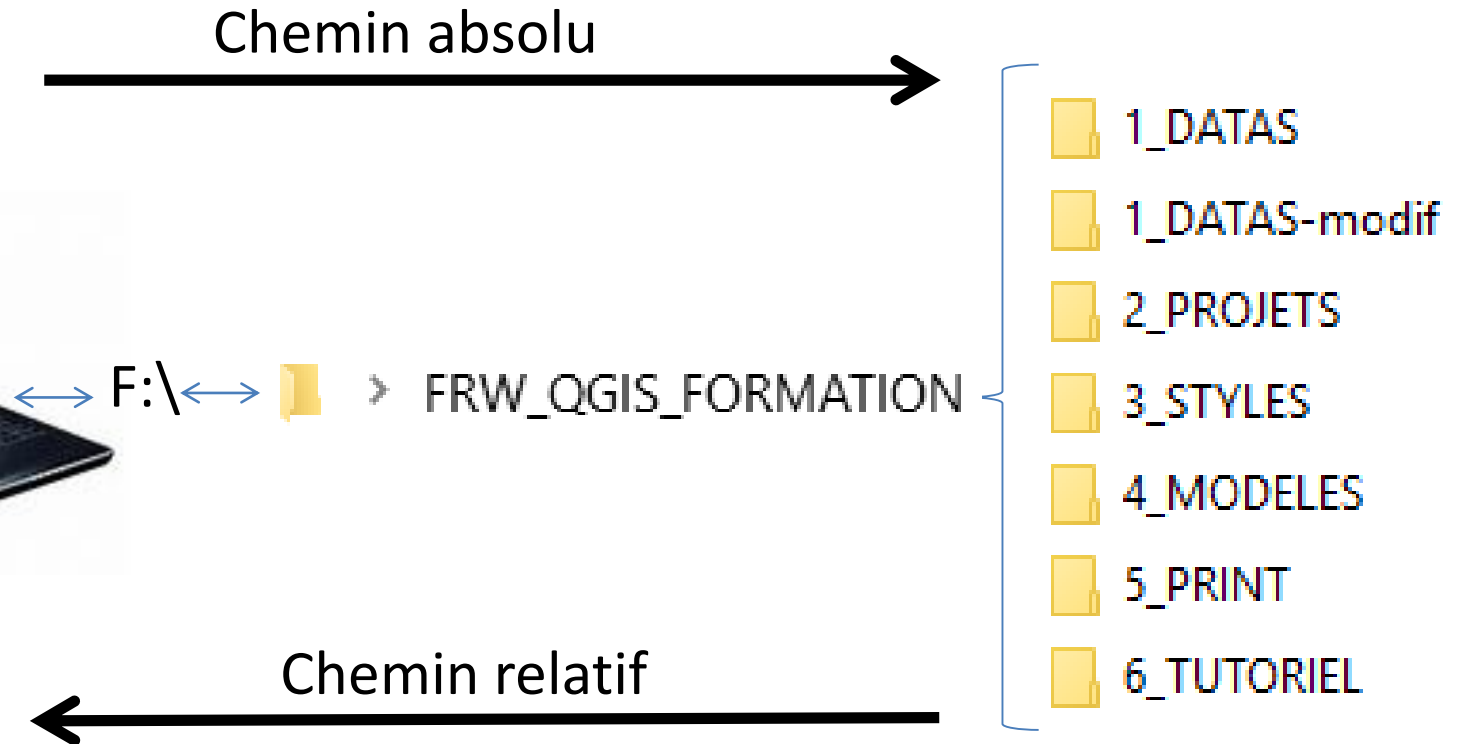 Chemin absolu
1_DATAS
1_DATAS-modif
2_PROJETS
F:\ > FRW_QGIS_FORMATION
3_STYLES
4_MODELES
5_PRINT
Chemin relatif
6_TUTORIEL